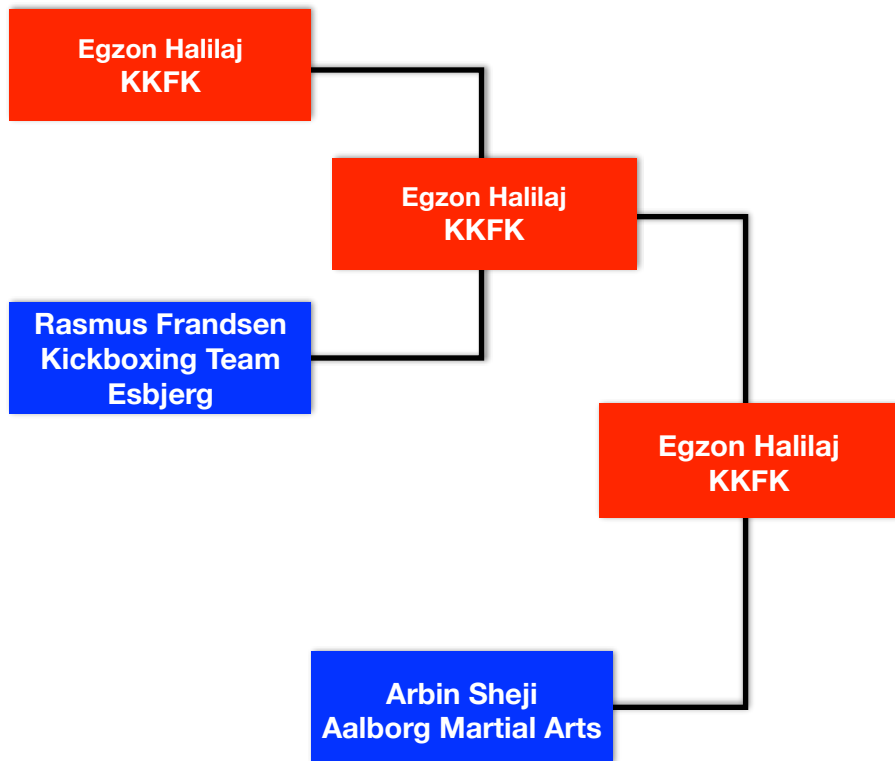 Egzon Halilaj
KKFK
Egzon Halilaj
KKFK
Rasmus Frandsen
Kickboxing Team
Esbjerg
Egzon Halilaj
KKFK
Arbin Sheji
Aalborg Martial Arts